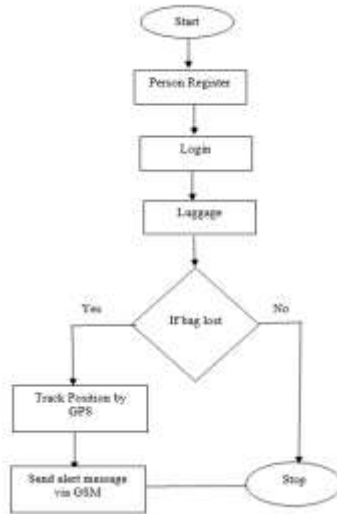 Start
Person Register
Login
Luggage
If bag lost
Yes
No
Track Position by
GPS
Send alert message
via GSM
Stop